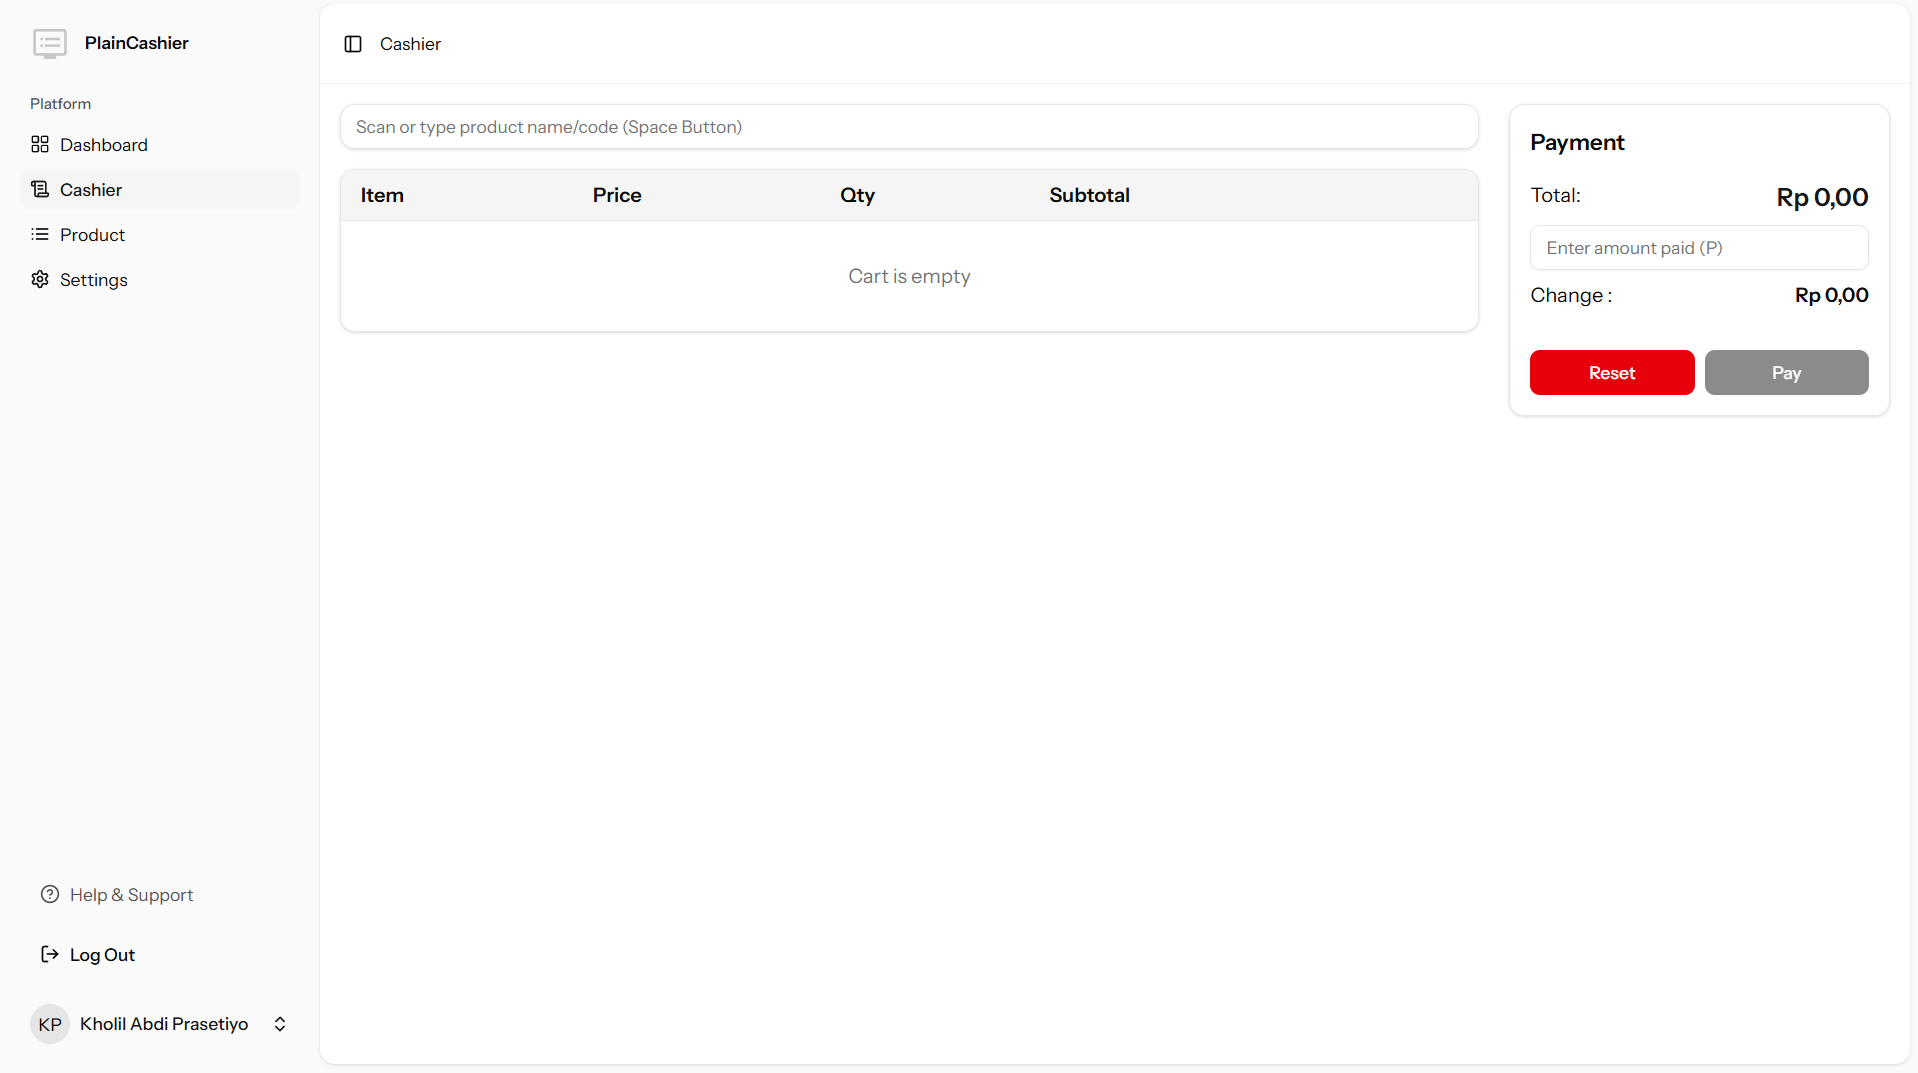 PlainCashier
Platform
Dashboard
Cashier
Product
Settings
Help & Support
Log Out
KP Kholil Abdi Prasetiyo
Cashier
Scan or type product name/code (Space Button)
Item Price Qty Subtotal
Cart is empty
Payment
Total: Rp 0,00
Enter amount paid (P)
Change : Rp 0,00
Reset Pay